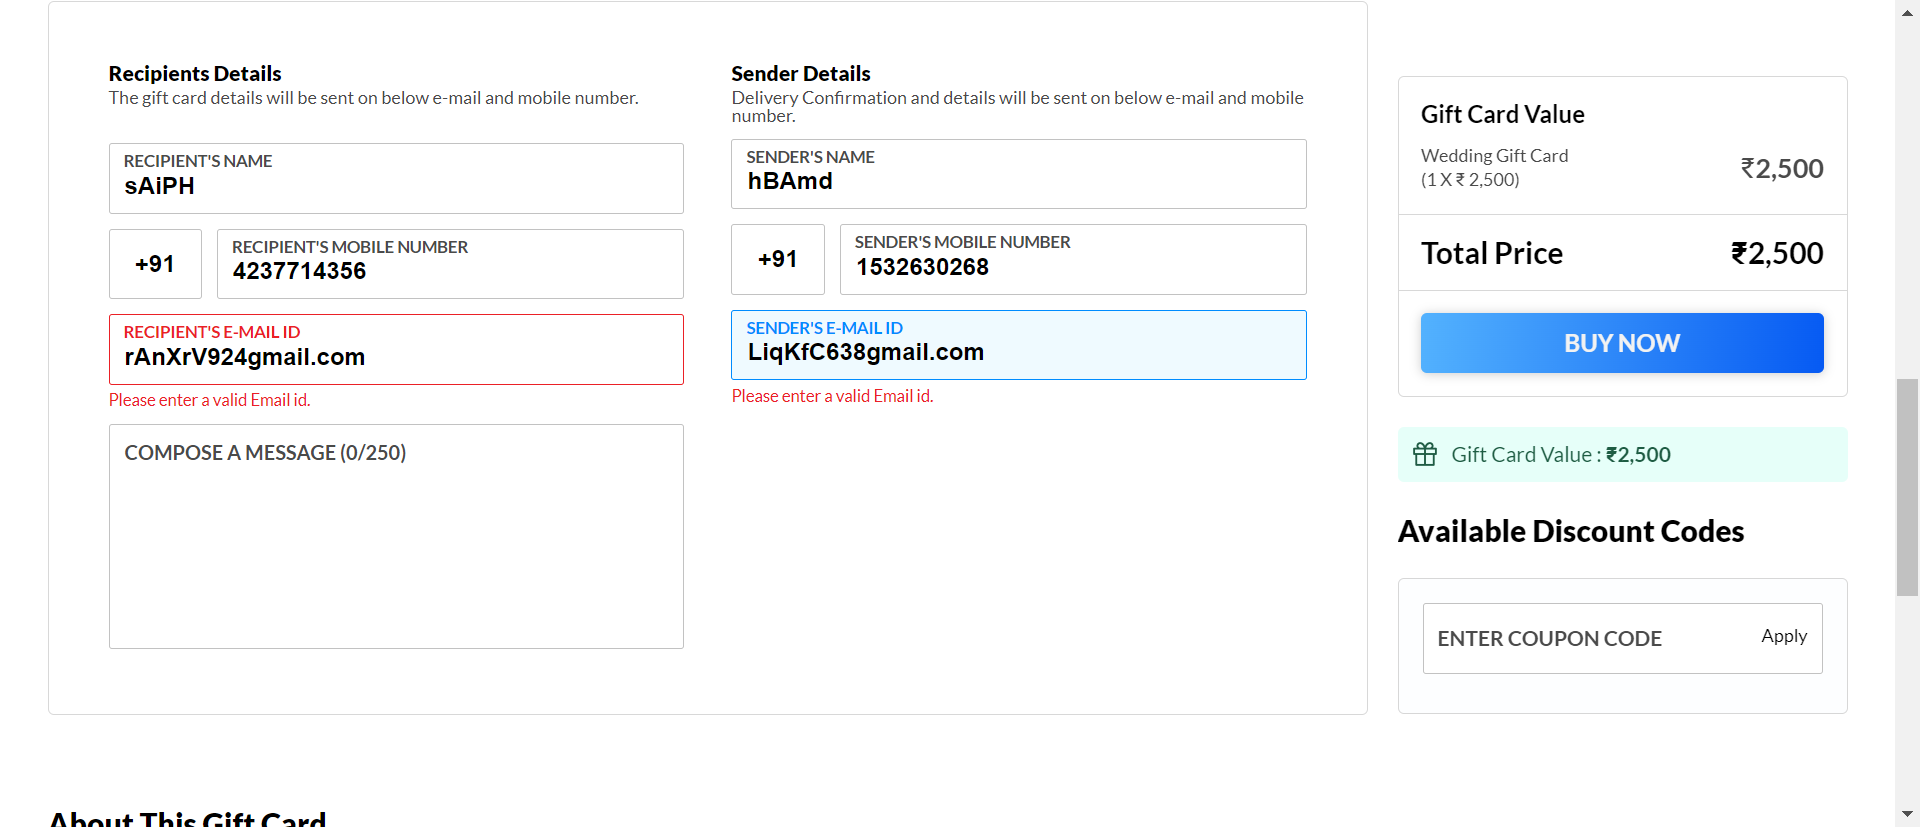 Recipients Details
The gift card details will be sent on below e-mail and mobile number.
RECIPIENT'S NAME
sAiPH
+91
RECIPIENT'S MOBILE NUMBER
4237714356
RECIPIENT'S E-MAIL ID
rAnXrV924gmail.com
Please enter a valid Email id.
COMPOSE A MESSAGE (0/250)
Sender Details
Delivery Confirmation and details will be sent on below e-mail and mobile
number.
SENDER'S NAME
hBAmd
+91
SENDER'S MOBILE NUMBER
1532630268
SENDER'S E-MAIL ID
LiqKfC638gmail.com
Please enter a valid Email id.
Gift Card Value
Wedding Gift Card
(1 X ₹ 2,500)
₹2,500
Total Price ₹2,500
BUY NOW
Gift Card Value : ₹2,500
Available Discount Codes
ENTER COUPON CODE Apply
About This Gift Card